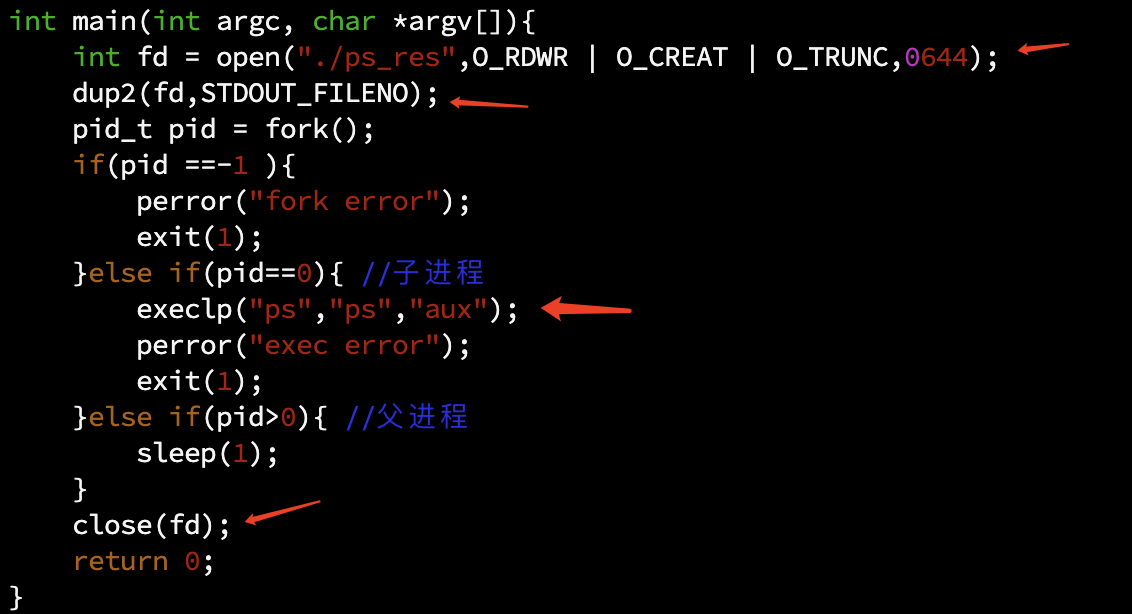 int main(int argc, char *argv[]){
    int fd = open("./ps_res",O_RDWR | O_CREAT | O_TRUNC,0644);
    dup2(fd,STDOUT_FILENO);
    pid_t pid = fork();
    if(pid ==-1 ){
        perror("fork error");
        exit(1);
    }else if(pid==0){ //子进程
        execlp("ps","ps","aux");
        perror("exec error");
        exit(1);
    }else if(pid>0){ //父进程
        sleep(1);
    }
    close(fd);
    return 0;
}